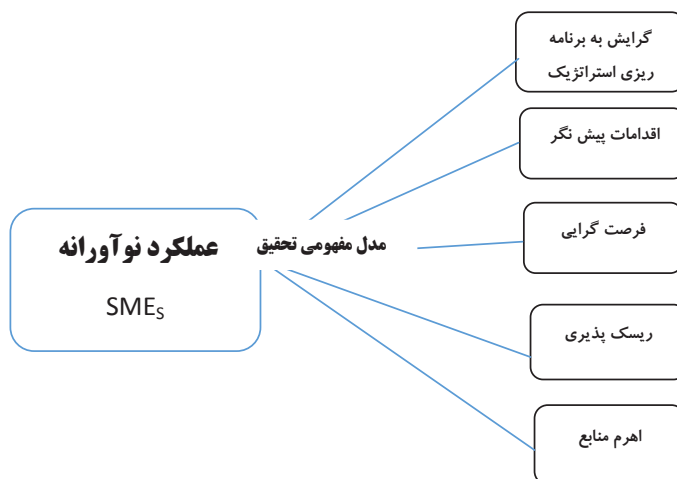 گرایش به برنامه
ریزی استراتژیک
اقدامات پیش نگر
فرصت گرایی
ریسک پذیری
اهرم منابع
مدل مفهومی تحقیق
عملکرد نوآورانه
SMES